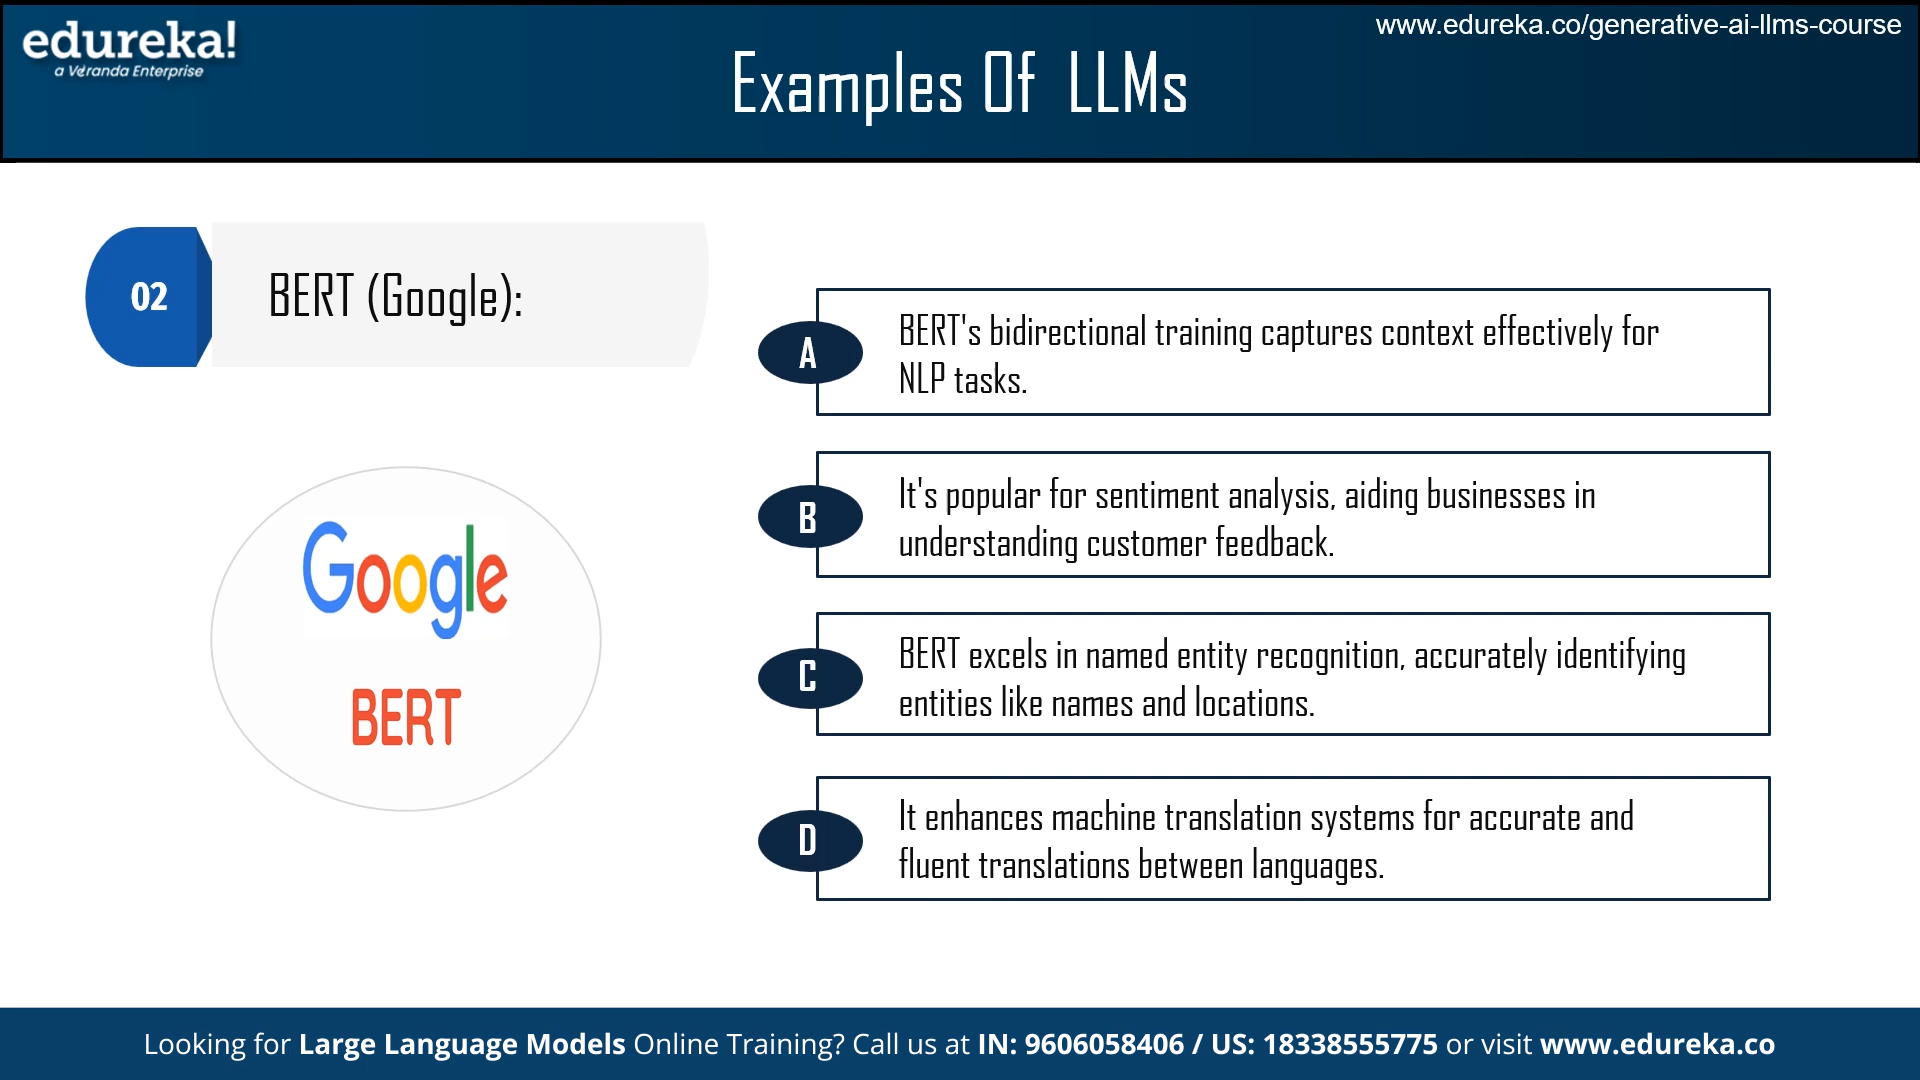 edureka!
a Veranda Enterprise
www.edureka.co/generative-ai-llms-course
Examples Of LLMs
02
BERT (Google):
Google
BERT
A
BERT's bidirectional training captures context effectively for
NLP tasks.
B
It's popular for sentiment analysis, aiding businesses in
understanding customer feedback.
C
BERT excels in named entity recognition, accurately identifying
entities like names and locations.
D
It enhances machine translation systems for accurate and
fluent translations between languages.
Looking for Large Language Models Online Training? Call us at IN: 9606058406 / US: 18338555775 or visit www.edureka.co